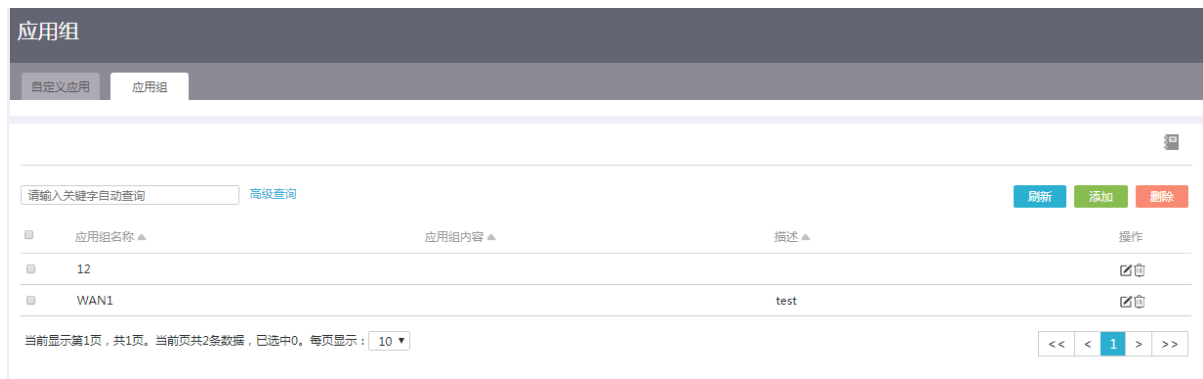 应用组
自定义应用 应用组
请输入关键字自动查询 高级查询 刷新 添加 删除
应用组名称 应用组内容 描述 操作
12
WAN1 test
当前显示第1页，共1页。当前页共2条数据，已选中0。每页显示： 10 << < 1 > >>